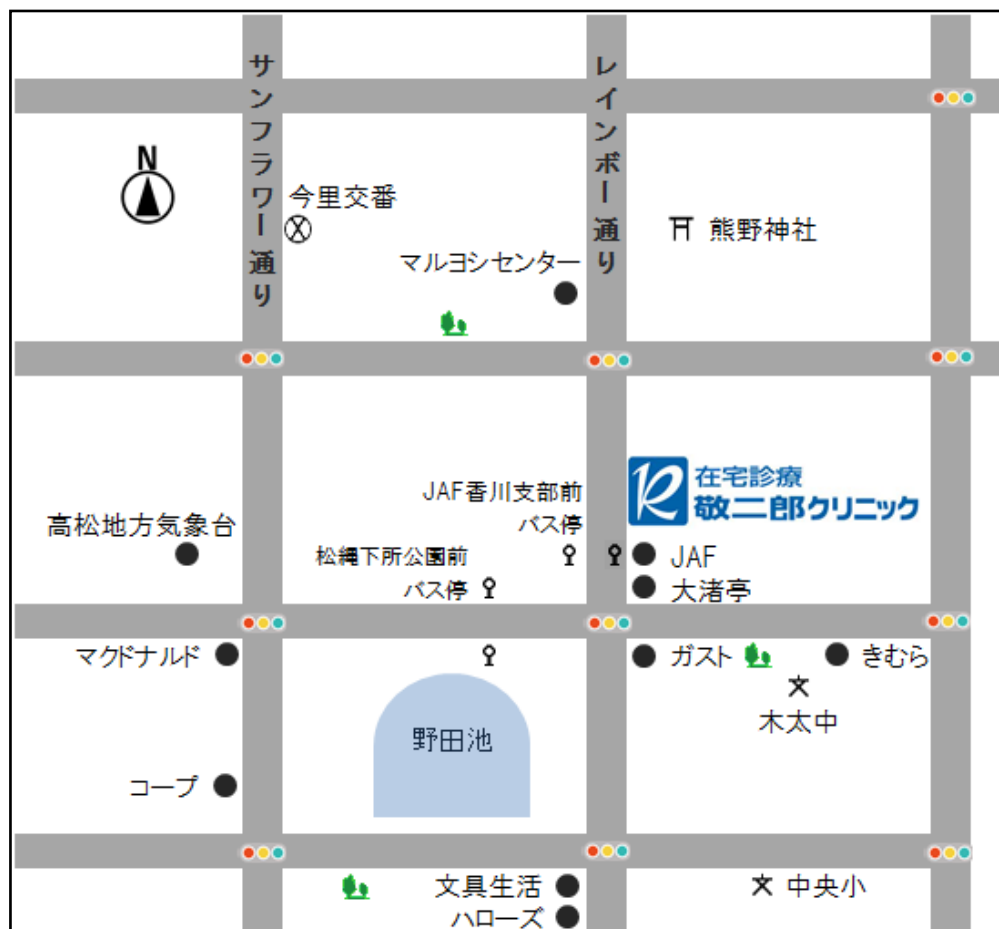 サンフラワー通り
レインボー通り
N
今里交番
熊野神社
マルヨシセンター
在宅診療
敬二郎クリニック
JAF香川支部前
バス停
高松地方気象台
松縄下所公園前
バス停
JAF
大渚亭
マクドナルド
ガスト
きむら
木太中
野田池
コープ
文具生活
中央小
ハローズ